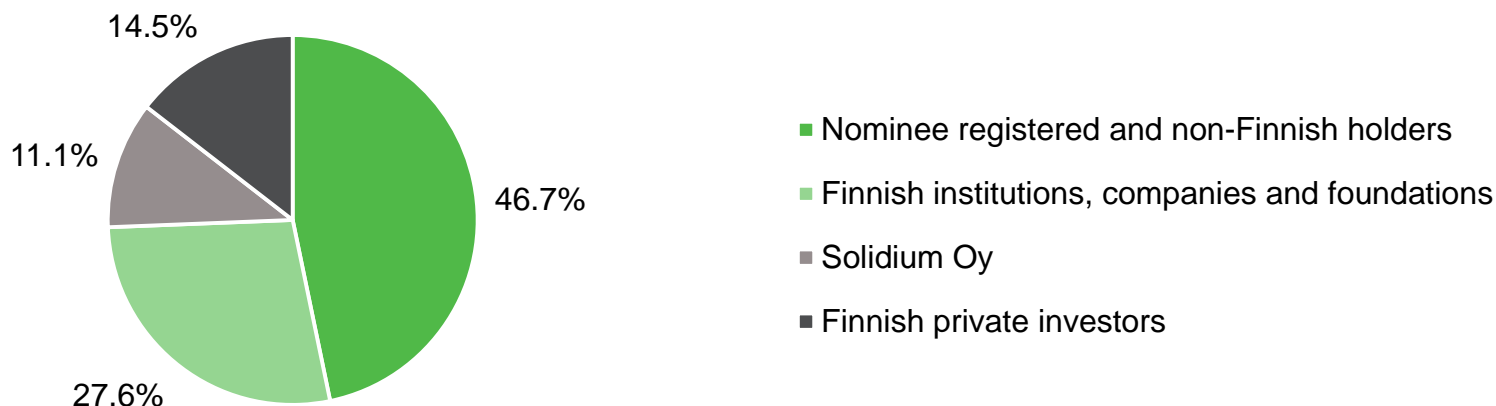 14.5%
11.1%
46.7%
27.6%
Nominee registered and non-Finnish holders
Finnish institutions, companies and foundations
Solidium Oy
Finnish private investors